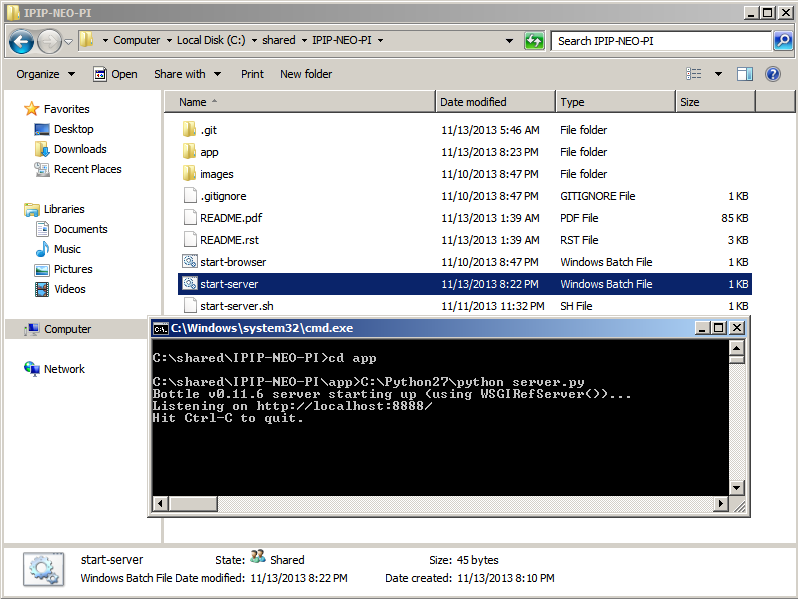 IPIP-NEO-PI
Computer Local Disk (C:) shared IPIP-NEO-PI Search IPIP-NEO-PI
Organize Open Share with Print New folder
Name Date modified Type Size
Favorites
Desktop
Downloads
Recent Places
Libraries
Documents
Music
Pictures
Videos
Computer
Network
.git 11/13/2013 5:46 AM File folder
app 11/13/2013 8:23 PM File folder
images 11/10/2013 8:47 PM File folder
.gitignore 11/10/2013 8:47 PM GITIGNORE File 1 KB
README.pdf 11/13/2013 1:39 AM PDF File 85 KB
README.rst 11/13/2013 1:39 AM RST File 3 KB
start-browser 11/10/2013 8:47 PM Windows Batch File 1 KB
start-server 11/13/2013 8:22 PM Windows Batch File 1 KB
start-server.sh 11/11/2013 11:32 PM SH File 1 KB
C:\Windows\system32\cmd.exe
C:\shared\IPIP-NEO-PI>cd app
C:\shared\IPIP-NEO-PI\app>C:\Python27\python server.py
Bottle v0.11.6 server starting up (using WSGIRefServer())...
Listening on http://localhost:8888/
Hit Ctrl-C to quit.
start-server State: Shared Size: 45 bytes
Windows Batch File Date modified: 11/13/2013 8:22 PM Date created: 11/13/2013 8:10 PM